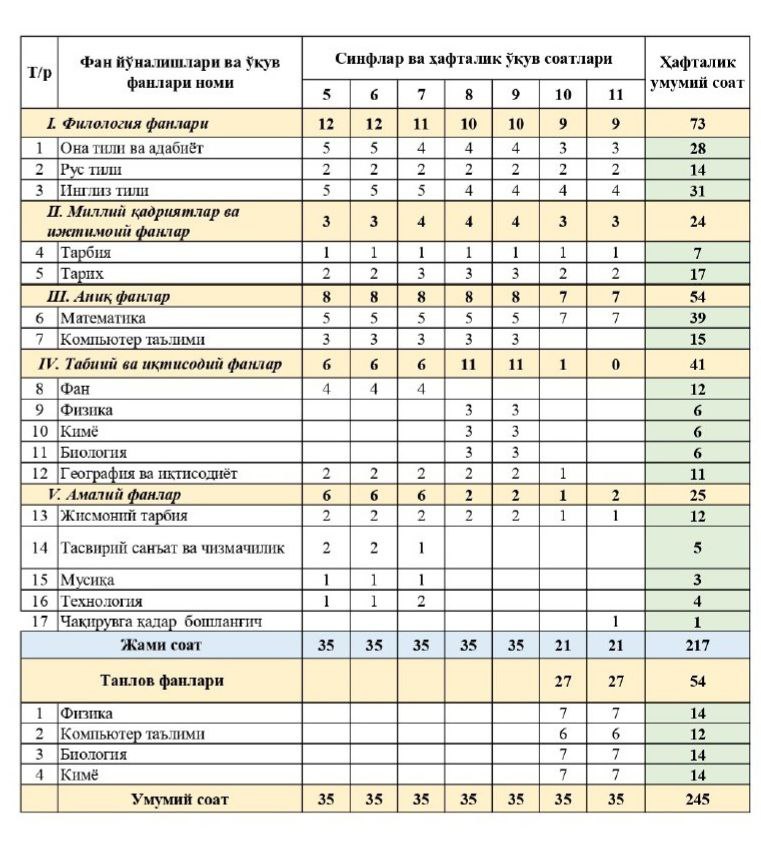 Т/р Фан йўналишлари ва ўқув фанлари номи Синфлар ва ҳафталик ўқув соатлари Ҳафталик умумий соат
5 6 7 8 9 10 11
I. Филология фанлари 12 12 11 10 10 9 9 73
1 Она тили ва адабиёт 5 5 4 4 4 3 3 28
2 Рус тили 2 2 2 2 2 2 2 14
3 Инглиз тили 5 5 5 4 4 4 4 31
II. Миллий қадриятлар ва ижтимоий фанлар 3 3 4 4 4 3 3 24
4 Тарбия 1 1 1 1 1 1 1 7
5 Тарих 2 2 3 3 3 2 2 17
III. Аниқ фанлар 8 8 8 8 8 7 7 54
6 Математика 5 5 5 5 5 7 7 39
7 Компьютер таълими 3 3 3 3 3 15
IV. Табиий ва иқтисодий фанлар 6 6 6 11 11 1 0 41
8 Фан 4 4 4 12
9 Физика 3 3 6
10 Кимё 3 3 6
11 Биология 3 3 6
12 География ва иқтисодиёт 2 2 2 2 2 1 11
V. Амалий фанлар 6 6 6 2 2 1 2 25
13 Жисмоний тарбия 2 2 2 2 2 1 1 12
14 Тасвирий санъат ва чизмачилик 2 2 1 5
15 Мусиқа 1 1 1 3
16 Технология 1 1 2 4
17 Чақирувга қадар бошланғич 1 1
Жами соат 35 35 35 35 35 21 21 217
Танлов фанлари 27 27 54
1 Физика 7 7 14
2 Компьютер таълими 6 6 12
3 Биология 7 7 14
4 Кимё 7 7 14
Умумий соат 35 35 35 35 35 35 35 245